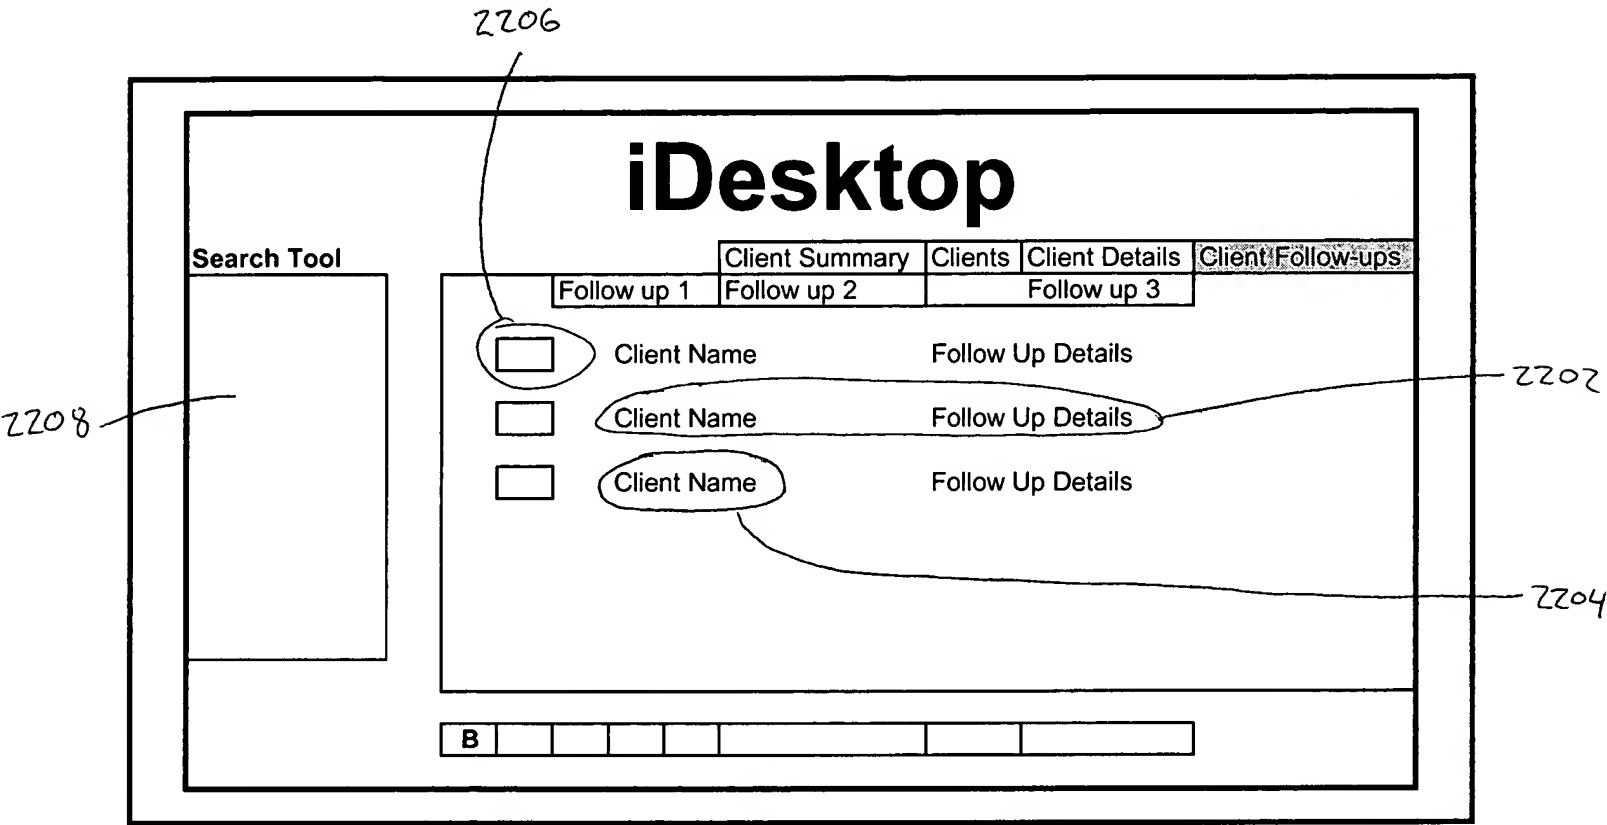 2206
iDesktop
Search Tool
Client Summary Clients Client Details Client Follow-ups
Follow up 1 Follow up 2 Follow up 3
Client Name Follow Up Details
2202
2208
Client Name Follow Up Details
Client Name Follow Up Details
2204
B